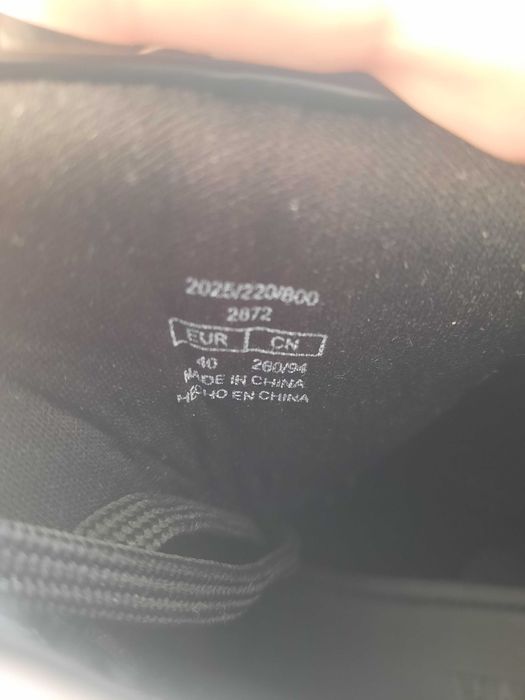 2025/220/800
2872
EUR CN
40 260/94
MADE IN CHINA
HECHO EN CHINA